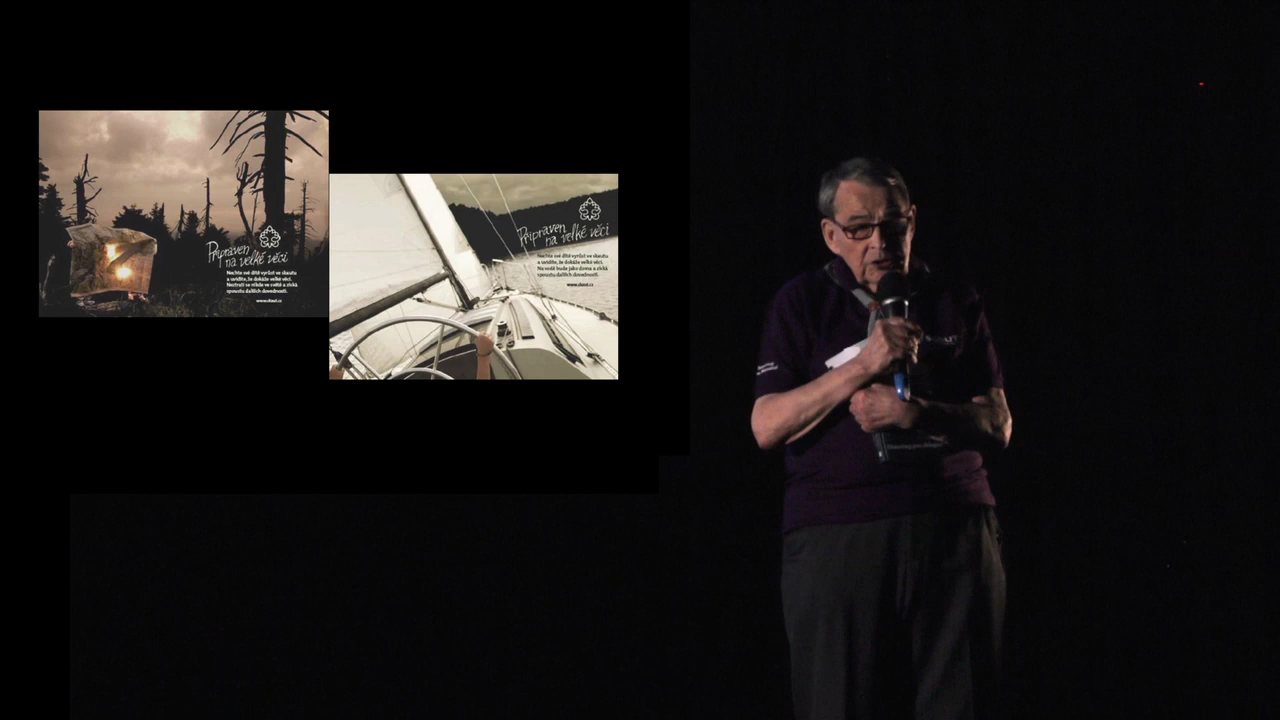 Připraven
na velké věci
Nechte své dítě vyrůst ve skautu
a uvidíte, že dokáže velké věci.
Neztratí se nikde ve světě a získá
spoustu dalších dovedností.
www.skaut.cz
Připraven
na velké věci
Nechte své dítě vyrůst ve skautu
a uvidíte, že dokáže velké věci.
Na vodě bude jako doma a získá
spoustu dalších dovedností.
www.skaut.cz